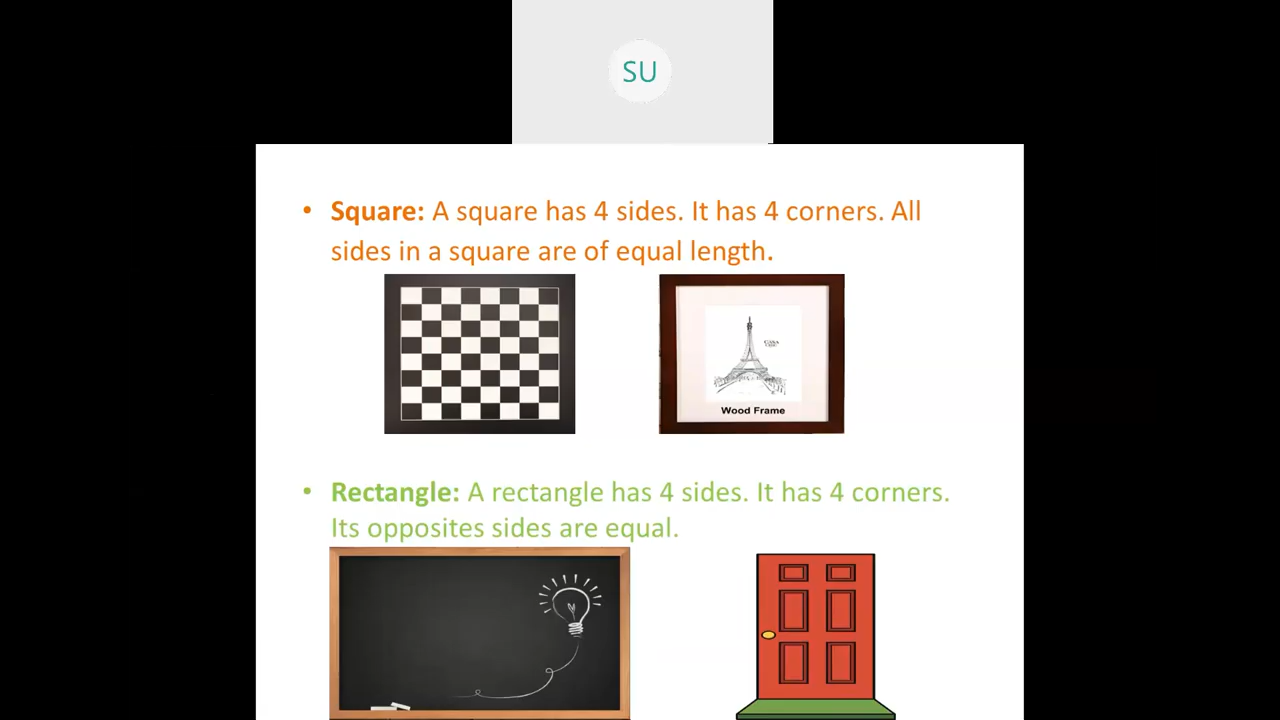 SU
• Square: A square has 4 sides. It has 4 corners. All
sides in a square are of equal length.
Wood Frame
• Rectangle: A rectangle has 4 sides. It has 4 corners.
Its opposites sides are equal.